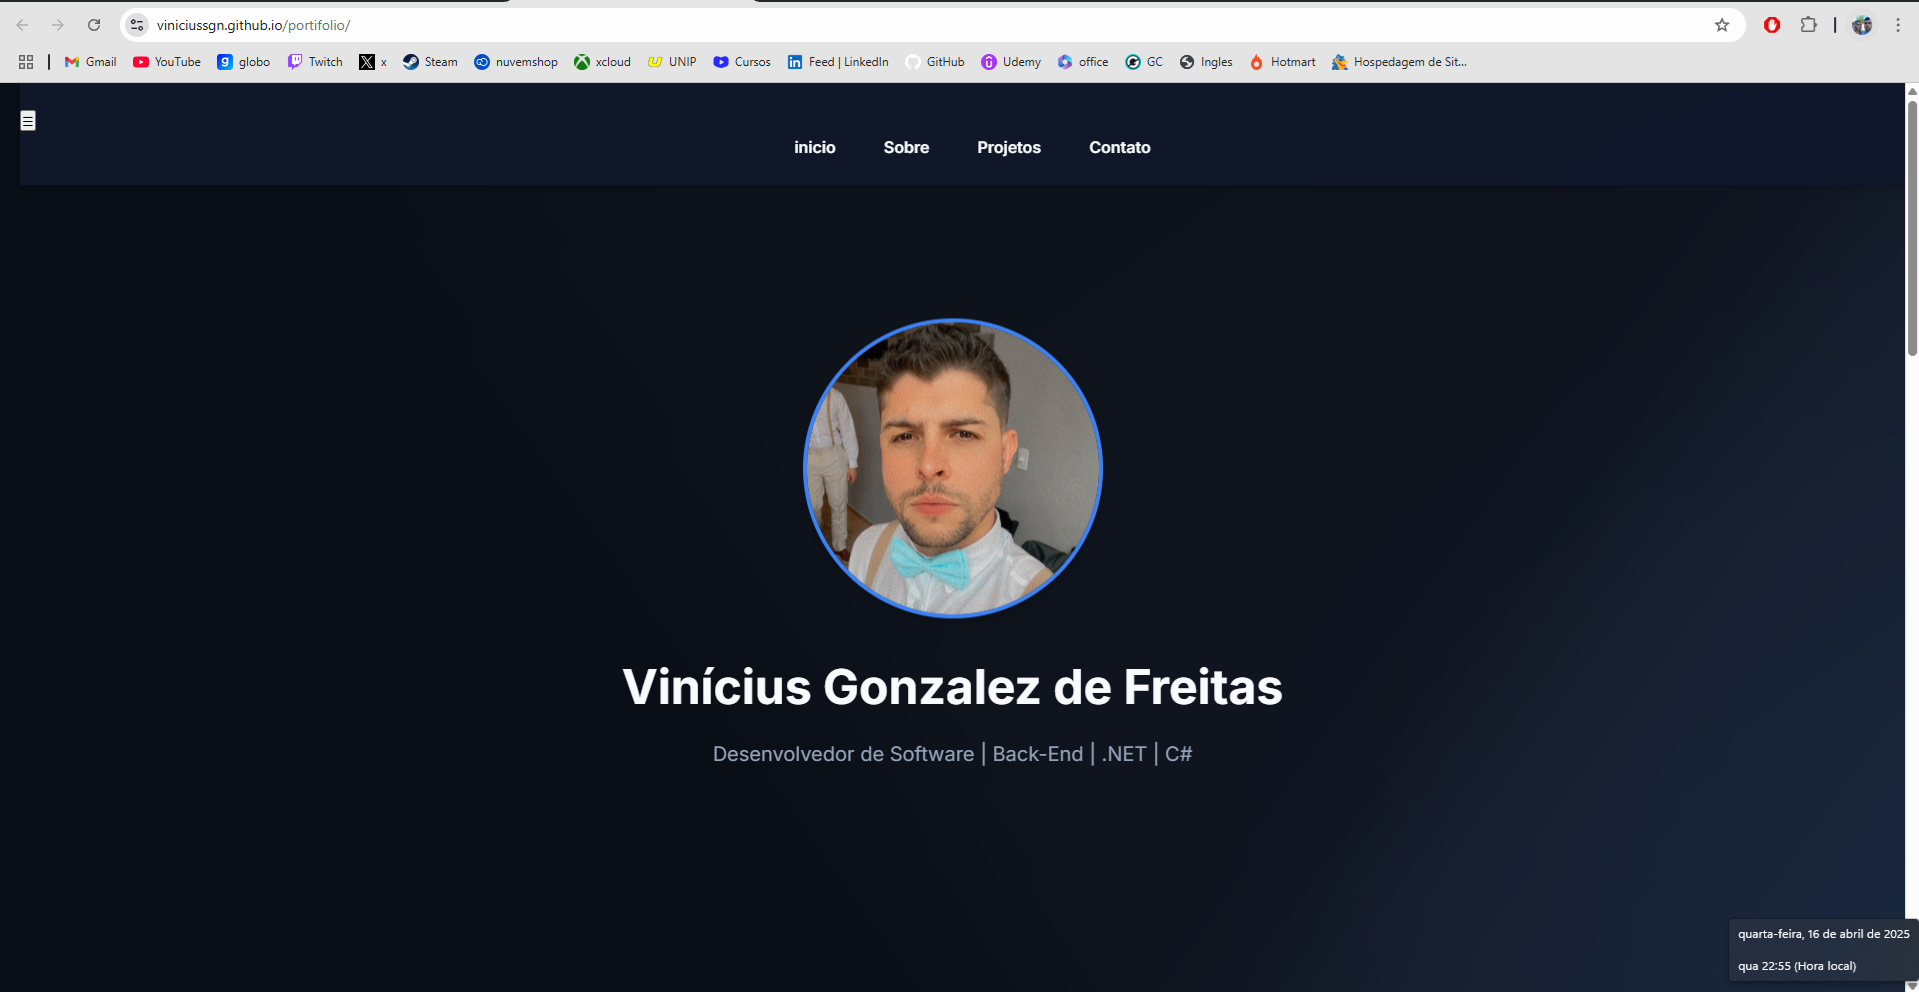 viniciussgn.github.io/portifolio/
Gmail YouTube globo Twitch x Steam nuvemshop xcloud UNIP Cursos Feed | LinkedIn GitHub Udemy office GC Ingles Hotmart Hospedagem de Sit...
inicio Sobre Projetos Contato
Vinícius Gonzalez de Freitas
Desenvolvedor de Software | Back-End | .NET | C#
quarta-feira, 16 de abril de 2025
qua 22:55 (Hora local)